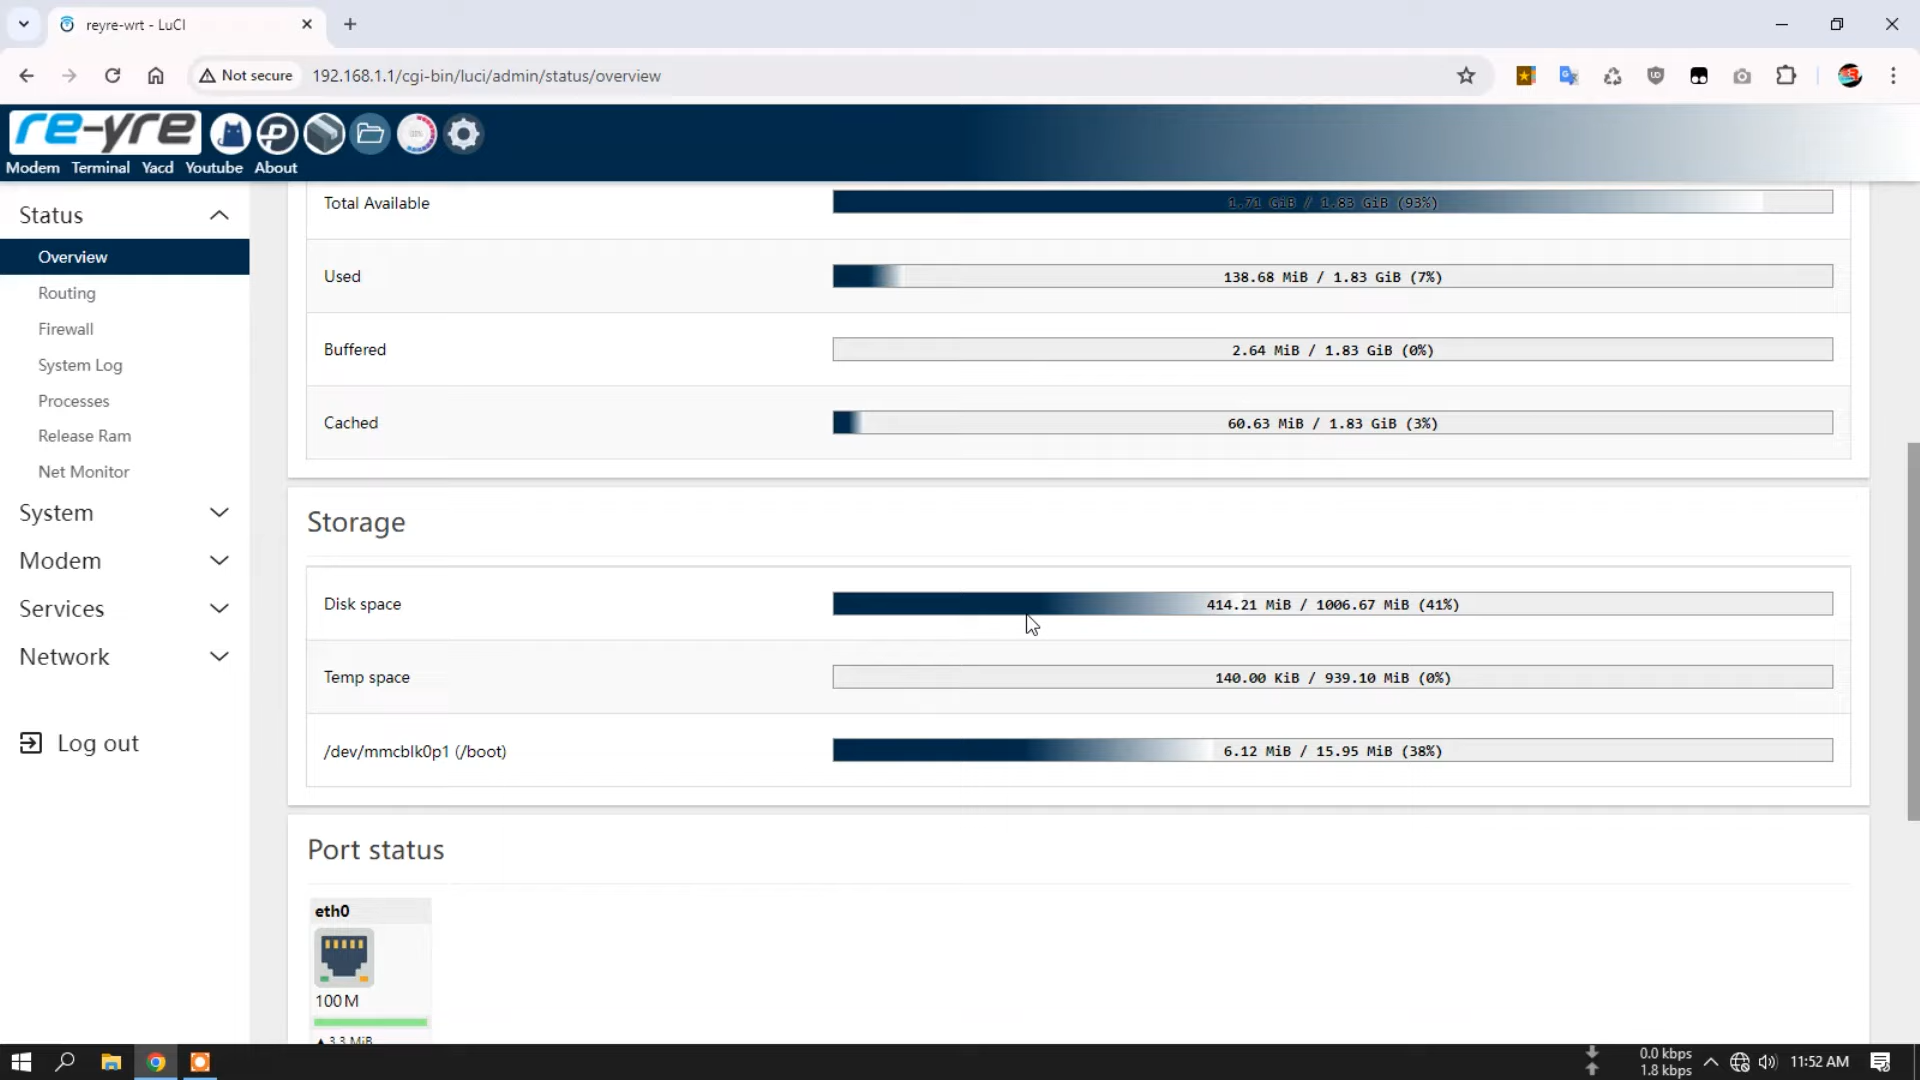 reyre-wrt - LuCI
Not secure
192.168.1.1/cgi-bin/luci/admin/status/overview
re-yre
Modem Terminal Yacd Youtube About
Status
Overview
Routing
Firewall
System Log
Processes
Release Ram
Net Monitor
System
Modem
Services
Network
Log out
Total Available
1.71 GiB / 1.83 GiB (93%)
Used
138.68 MiB / 1.83 GiB (7%)
Buffered
2.64 MiB / 1.83 GiB (0%)
Cached
60.63 MiB / 1.83 GiB (3%)
Storage
Disk space
414.21 MiB / 1006.67 MiB (41%)
Temp space
140.00 KiB / 939.10 MiB (0%)
/dev/mmcblk0p1 (/boot)
6.12 MiB / 15.95 MiB (38%)
Port status
eth0
100 M
▲ 3.3 MiB
0.0 kbps
1.8 kbps
11:52 AM